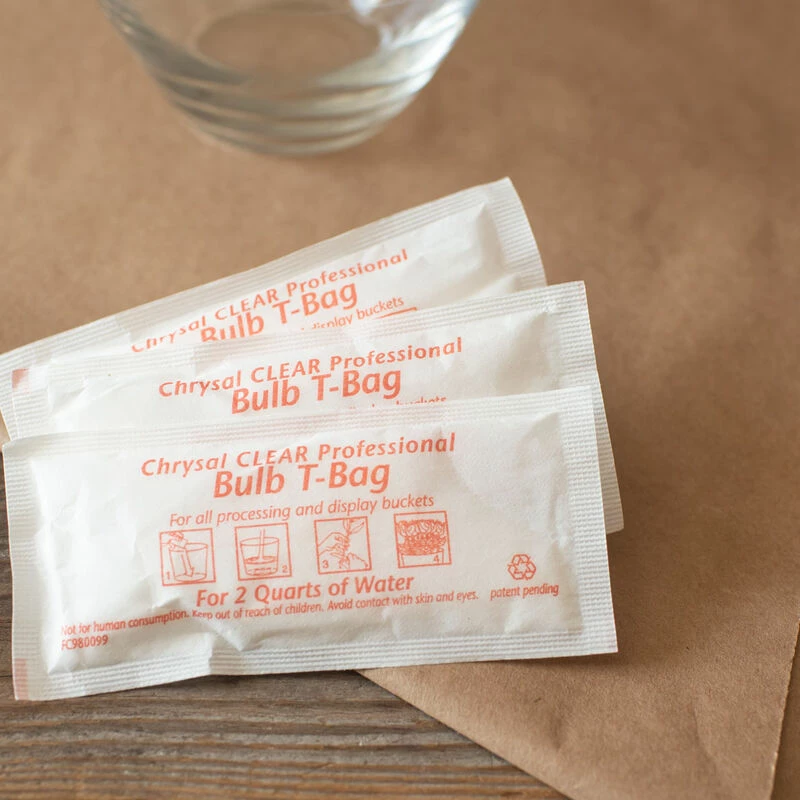 Chrysal CLEAR Professional
Bulb T-Bag
display buckets
Chrysal CLEAR Professional
Bulb T-Bag
Chrysal CLEAR Professional
Bulb T-Bag
For all processing and display buckets
1
2
3
4
For 2 Quarts of Water
patent pending
Not for human consumption. Keep out of reach of children. Avoid contact with skin and eyes.
FC980099